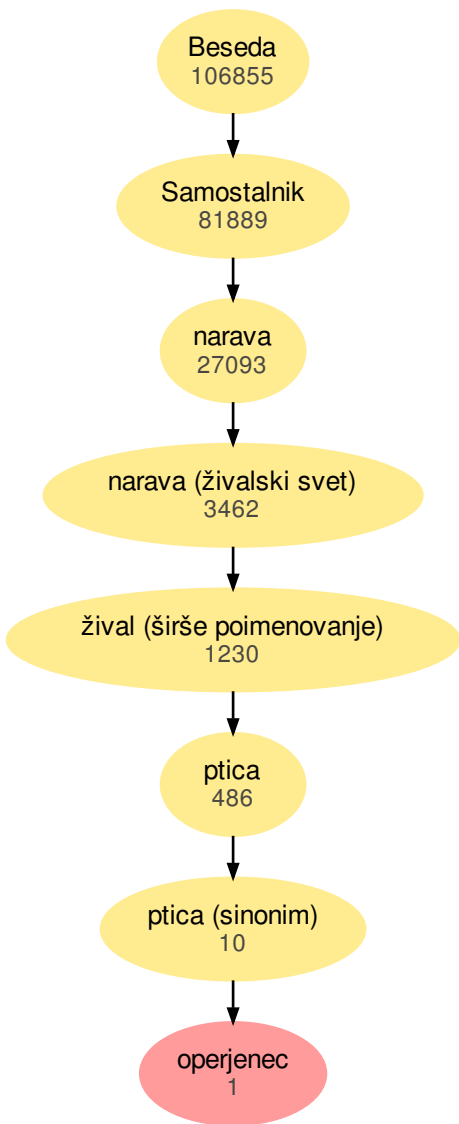 Beseda
106855
Samostalnik
81889
narava
27093
narava (živalski svet)
3462
žival (širše poimenovanje)
1230
ptica
486
ptica (sinonim)
10
operjenec
1